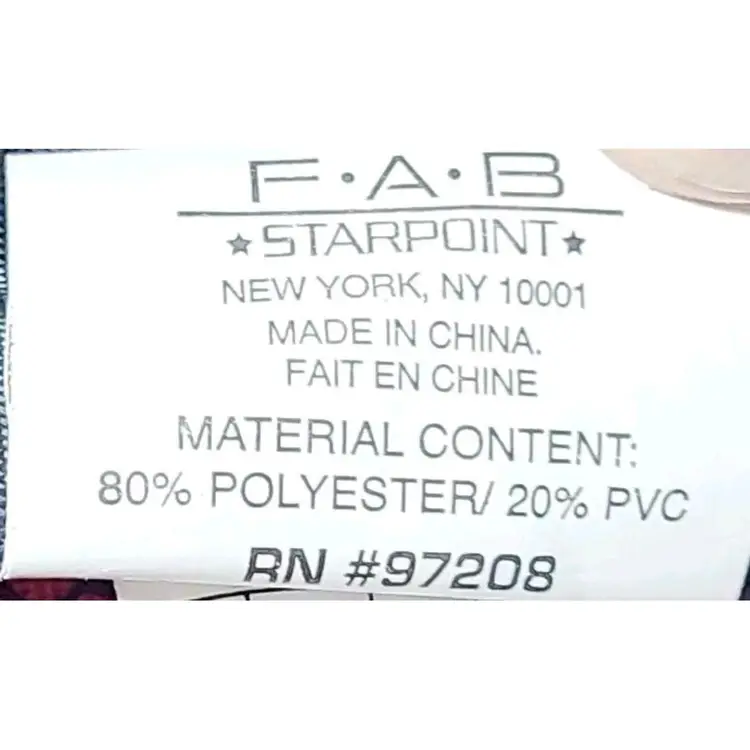 F·A·B
★STARPOINT★
NEW YORK, NY 10001
MADE IN CHINA.
FAIT EN CHINE
MATERIAL CONTENT:
80% POLYESTER/ 20% PVC
RN #97208